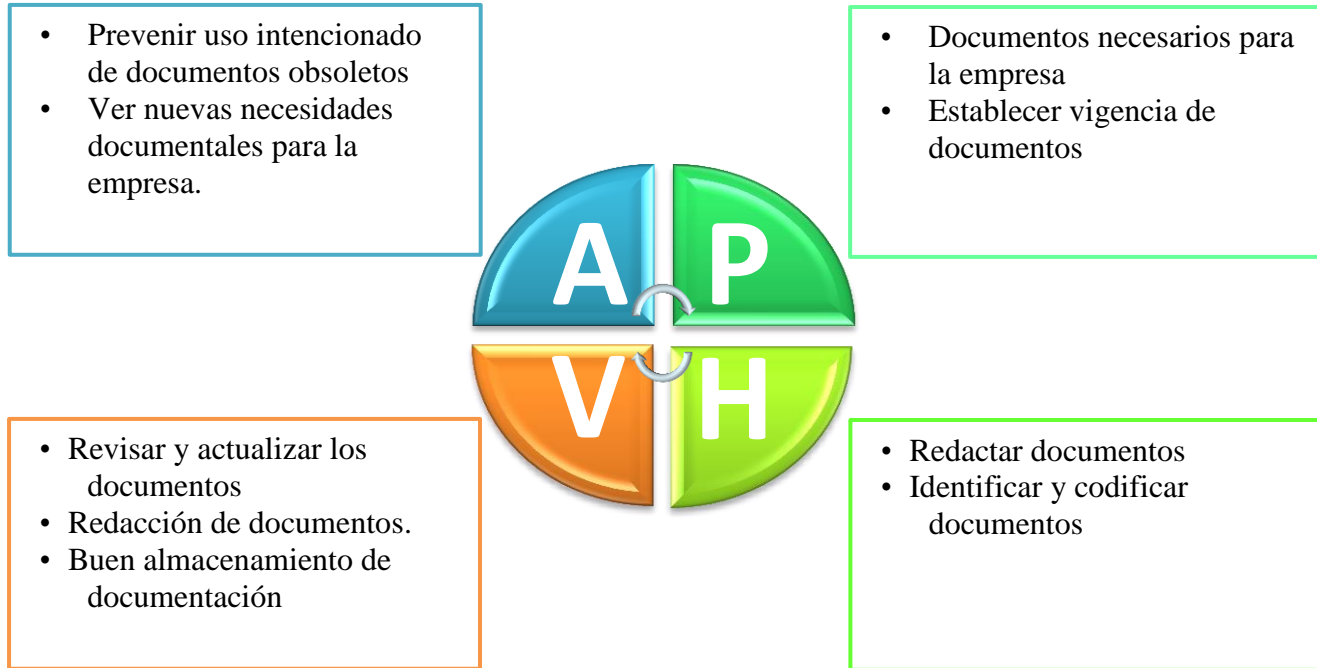 • Prevenir uso intencionado
de documentos obsoletos
• Ver nuevas necesidades
documentales para la
empresa.
• Documentos necesarios para
la empresa
• Establecer vigencia de
documentos
A P
V H
• Revisar y actualizar los
documentos
• Redacción de documentos.
• Buen almacenamiento de
documentación
• Redactar documentos
• Identificar y codificar
documentos